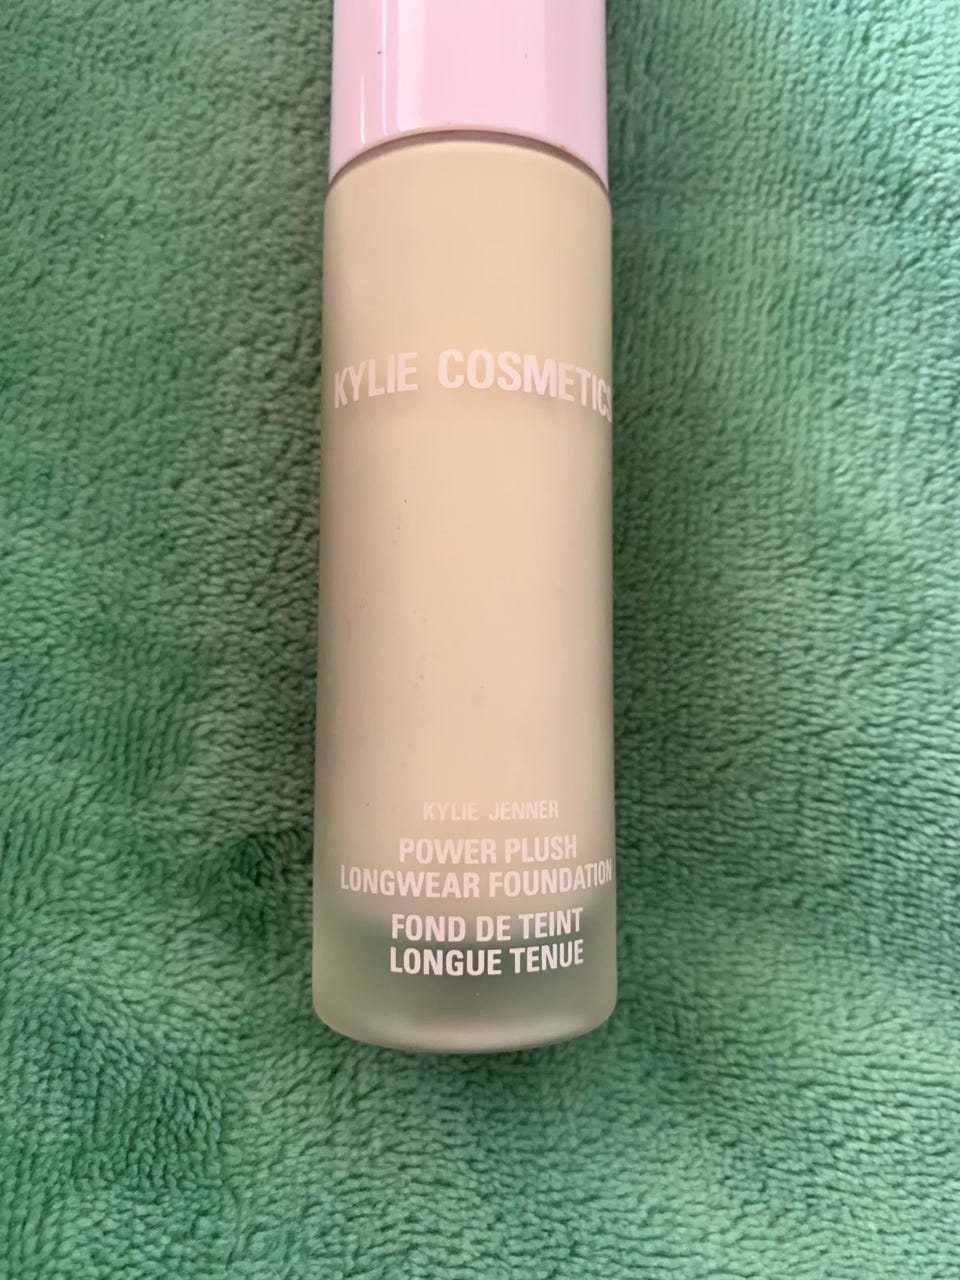 KYLIE COSMETICS
KYLIE JENNER
POWER PLUSH
LONGWEAR FOUNDATION
FOND DE TEINT
LONGUE TENUE